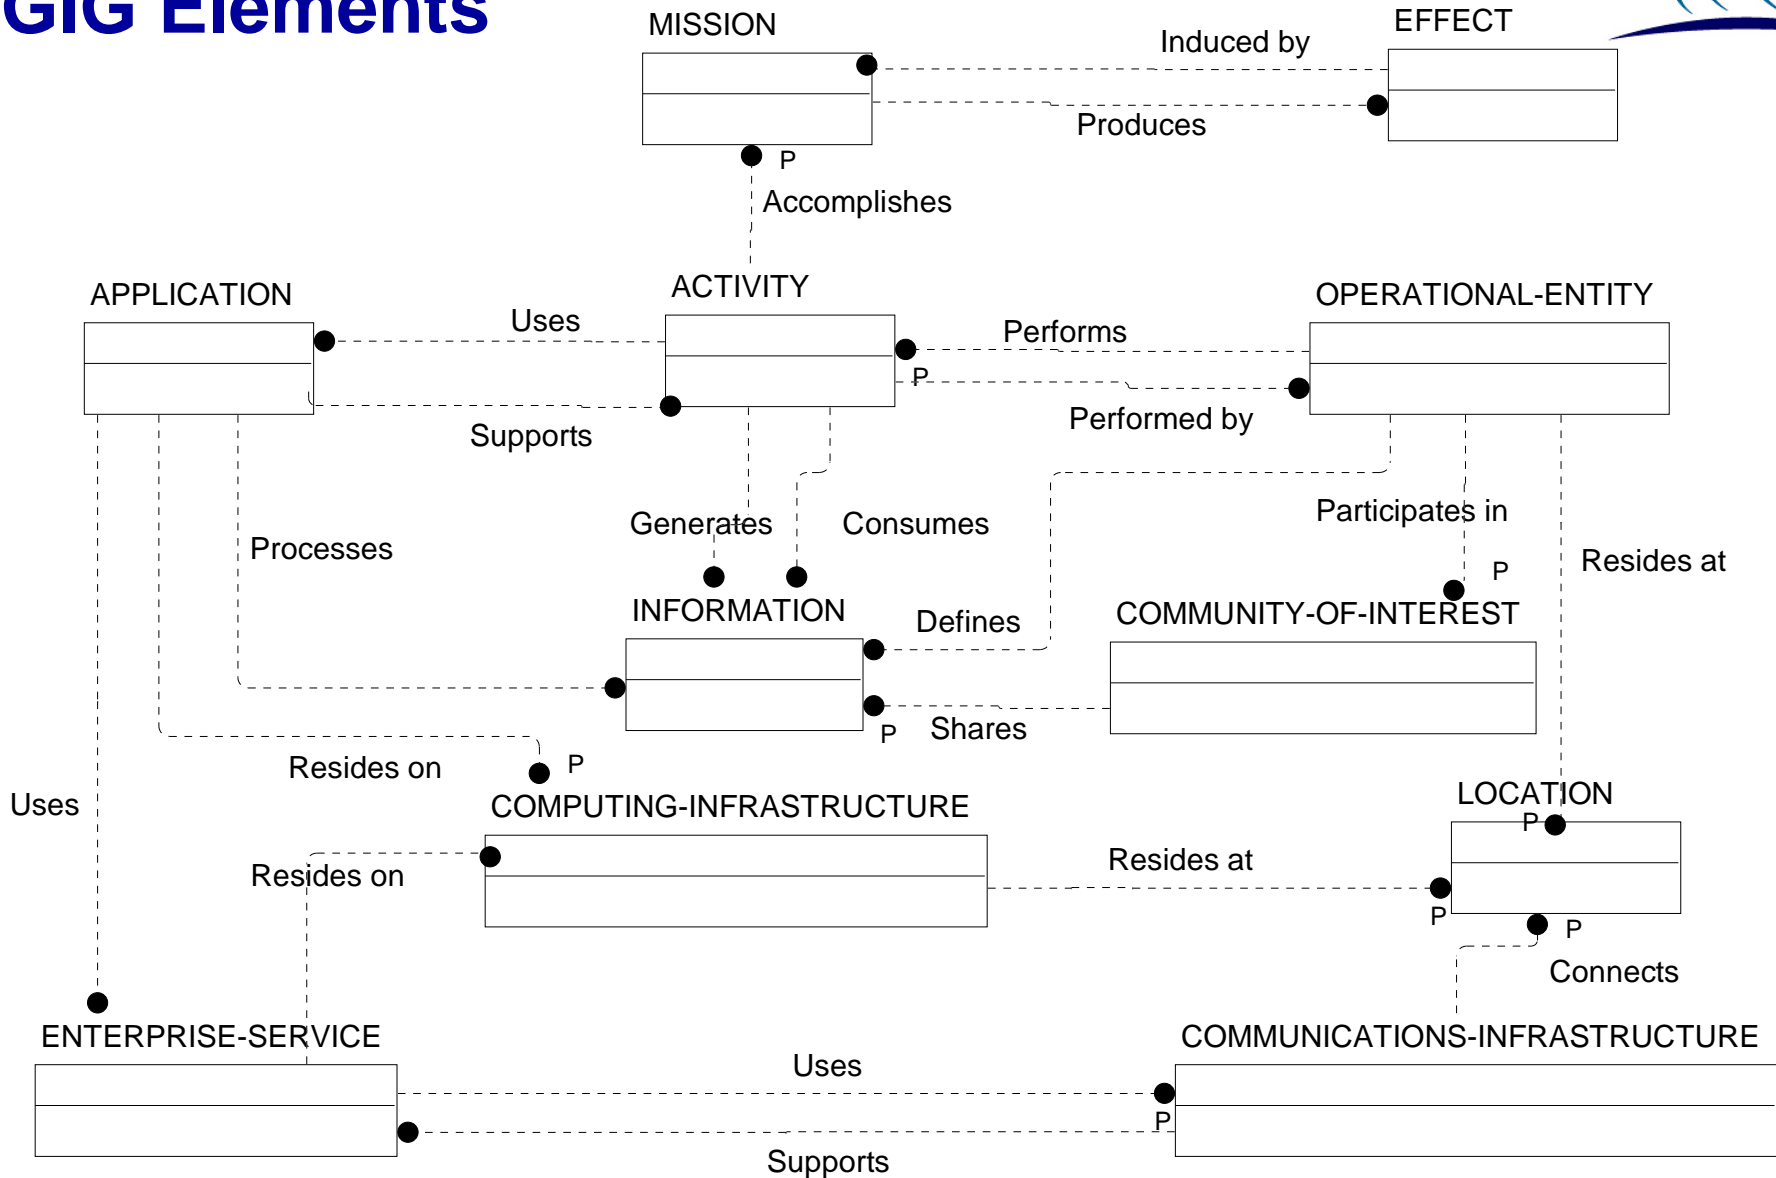 GIG Elements
MISSION
EFFECT
Induced by
Produces
P
Accomplishes
APPLICATION
ACTIVITY
OPERATIONAL-ENTITY
Uses
Performs
P
Supports
Performed by
Generates
Consumes
Participates in
Processes
Resides at
P
INFORMATION
COMMUNITY-OF-INTEREST
Defines
P
Shares
Resides on
P
Uses
COMPUTING-INFRASTRUCTURE
LOCATION
P
Resides on
Resides at
P
P
Connects
ENTERPRISE-SERVICE
COMMUNICATIONS-INFRASTRUCTURE
Uses
P
Supports